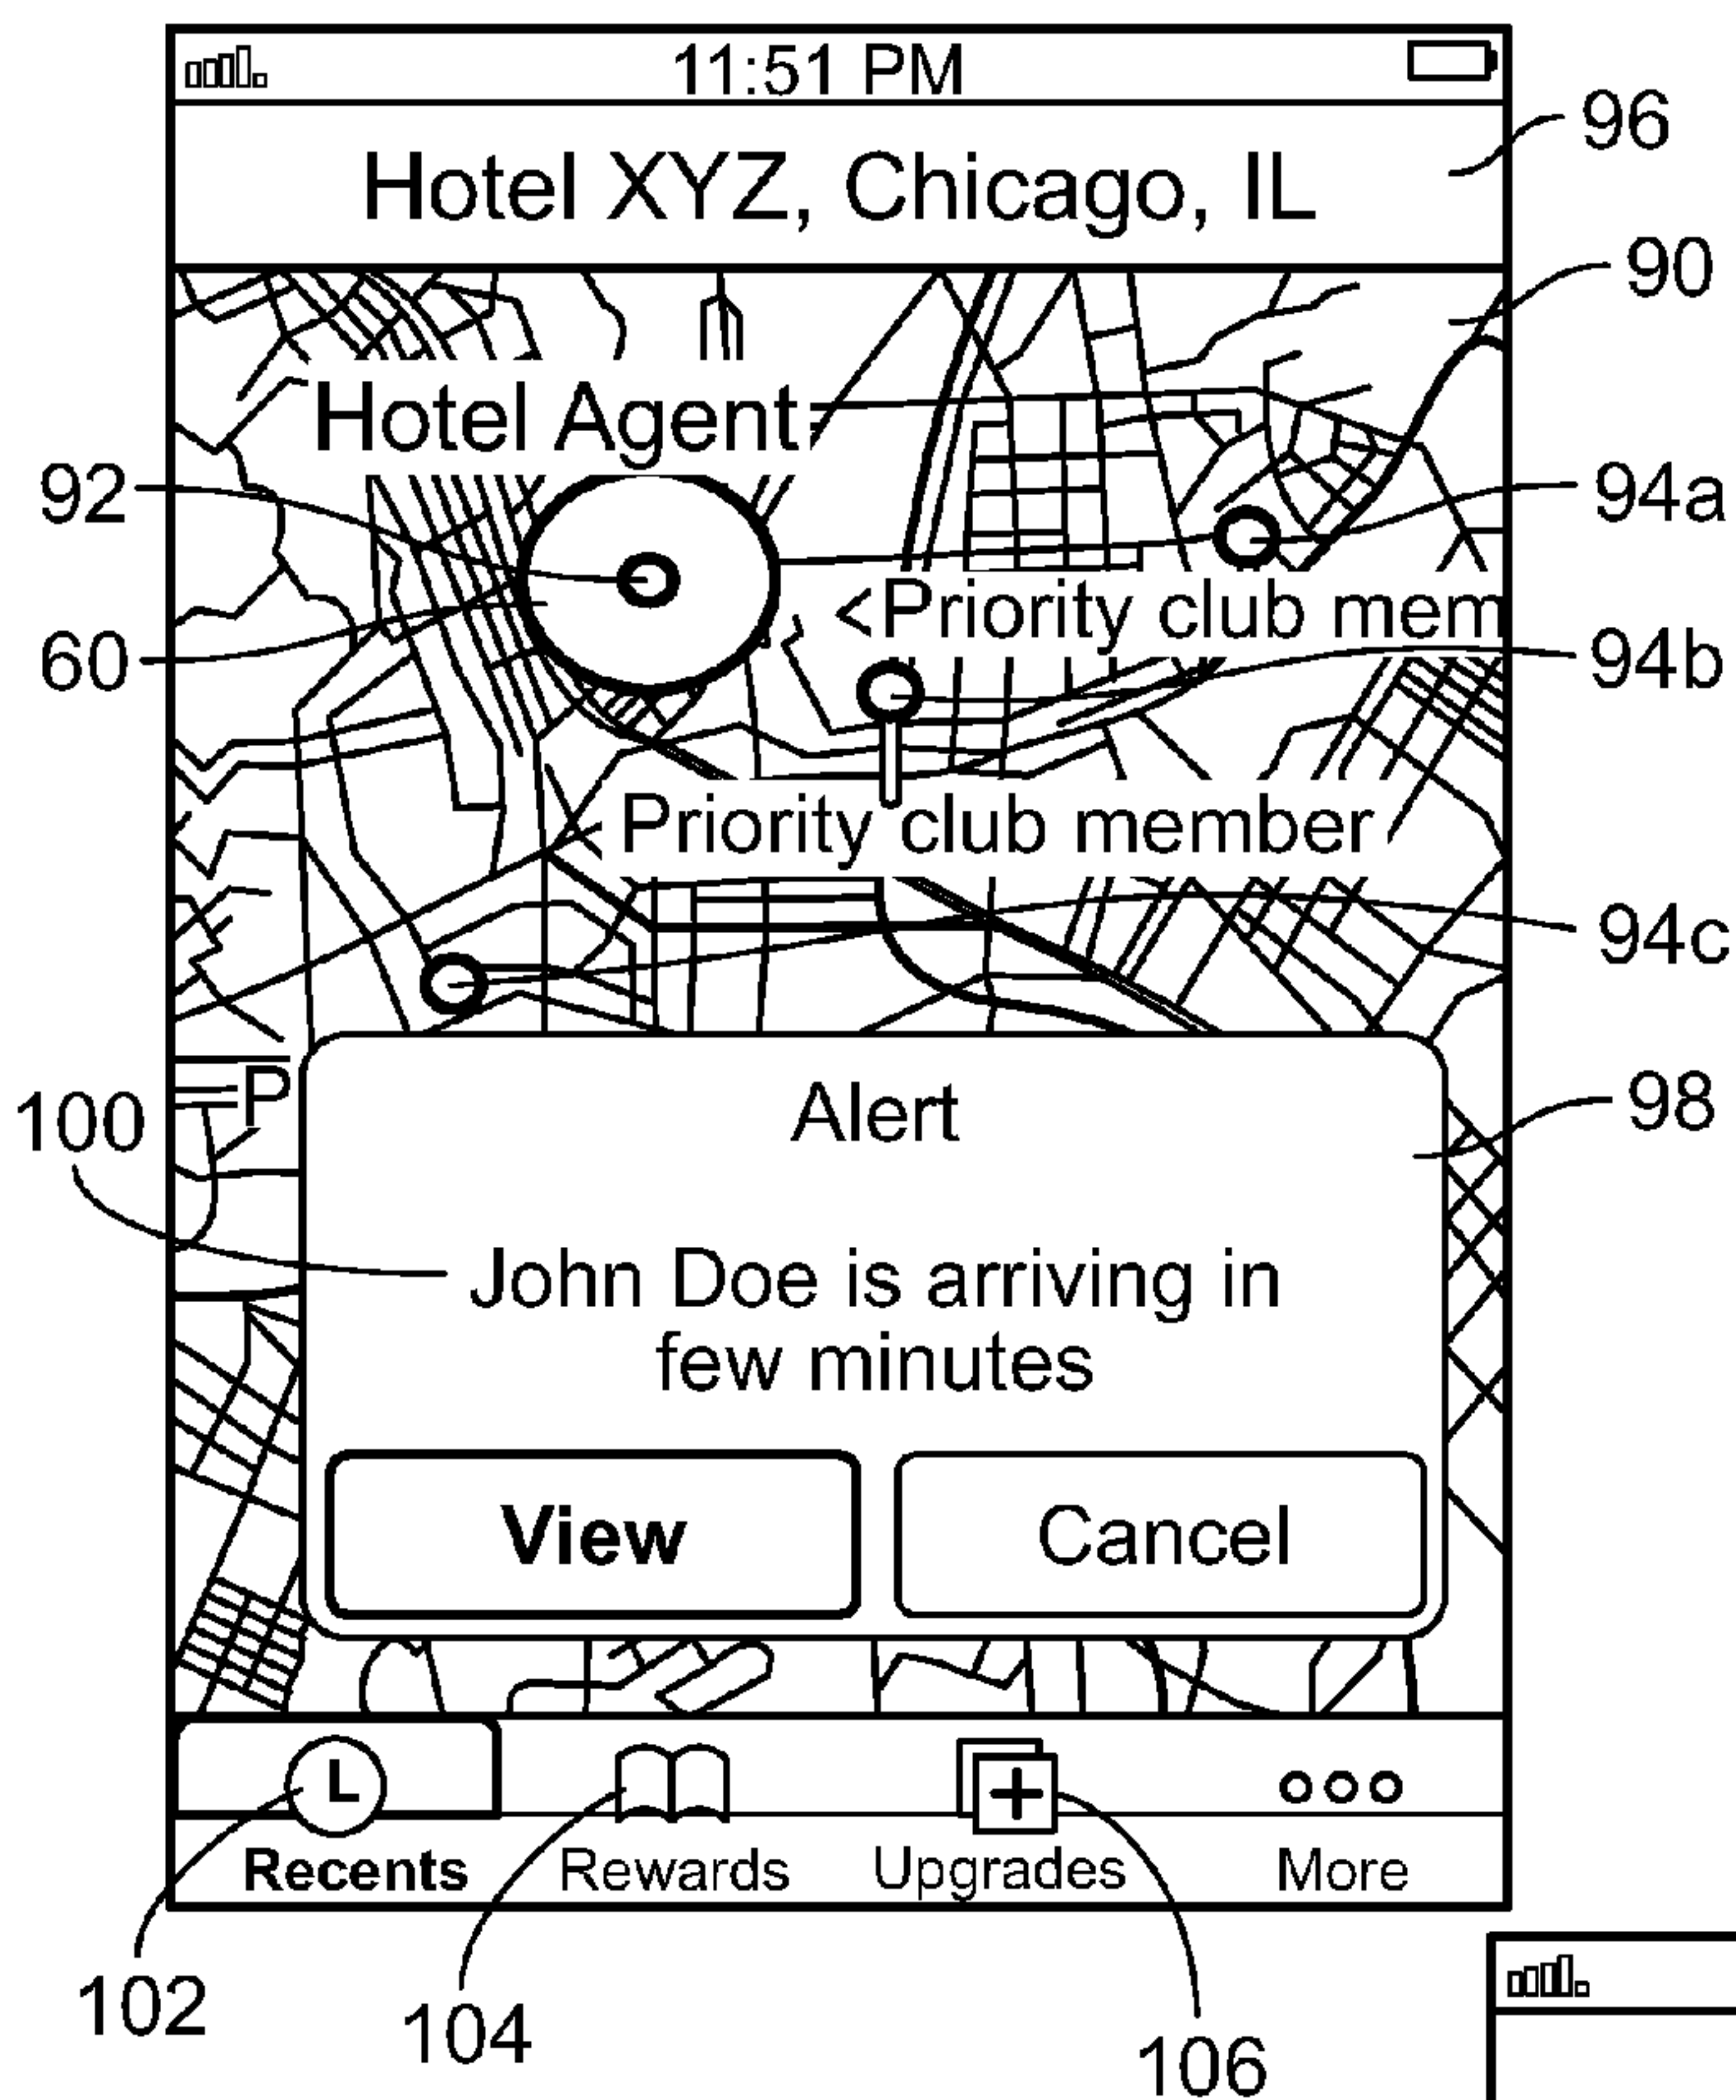 11:51 PM
96
Hotel XYZ, Chicago, IL
90
Hotel Agent
92
94a
<Priority club mem
60
94b
Priority club member
94c
P
100
Alert
98
John Doe is arriving in
few minutes
View
Cancel
Recents
Rewards
Upgrades
More
102
104
106